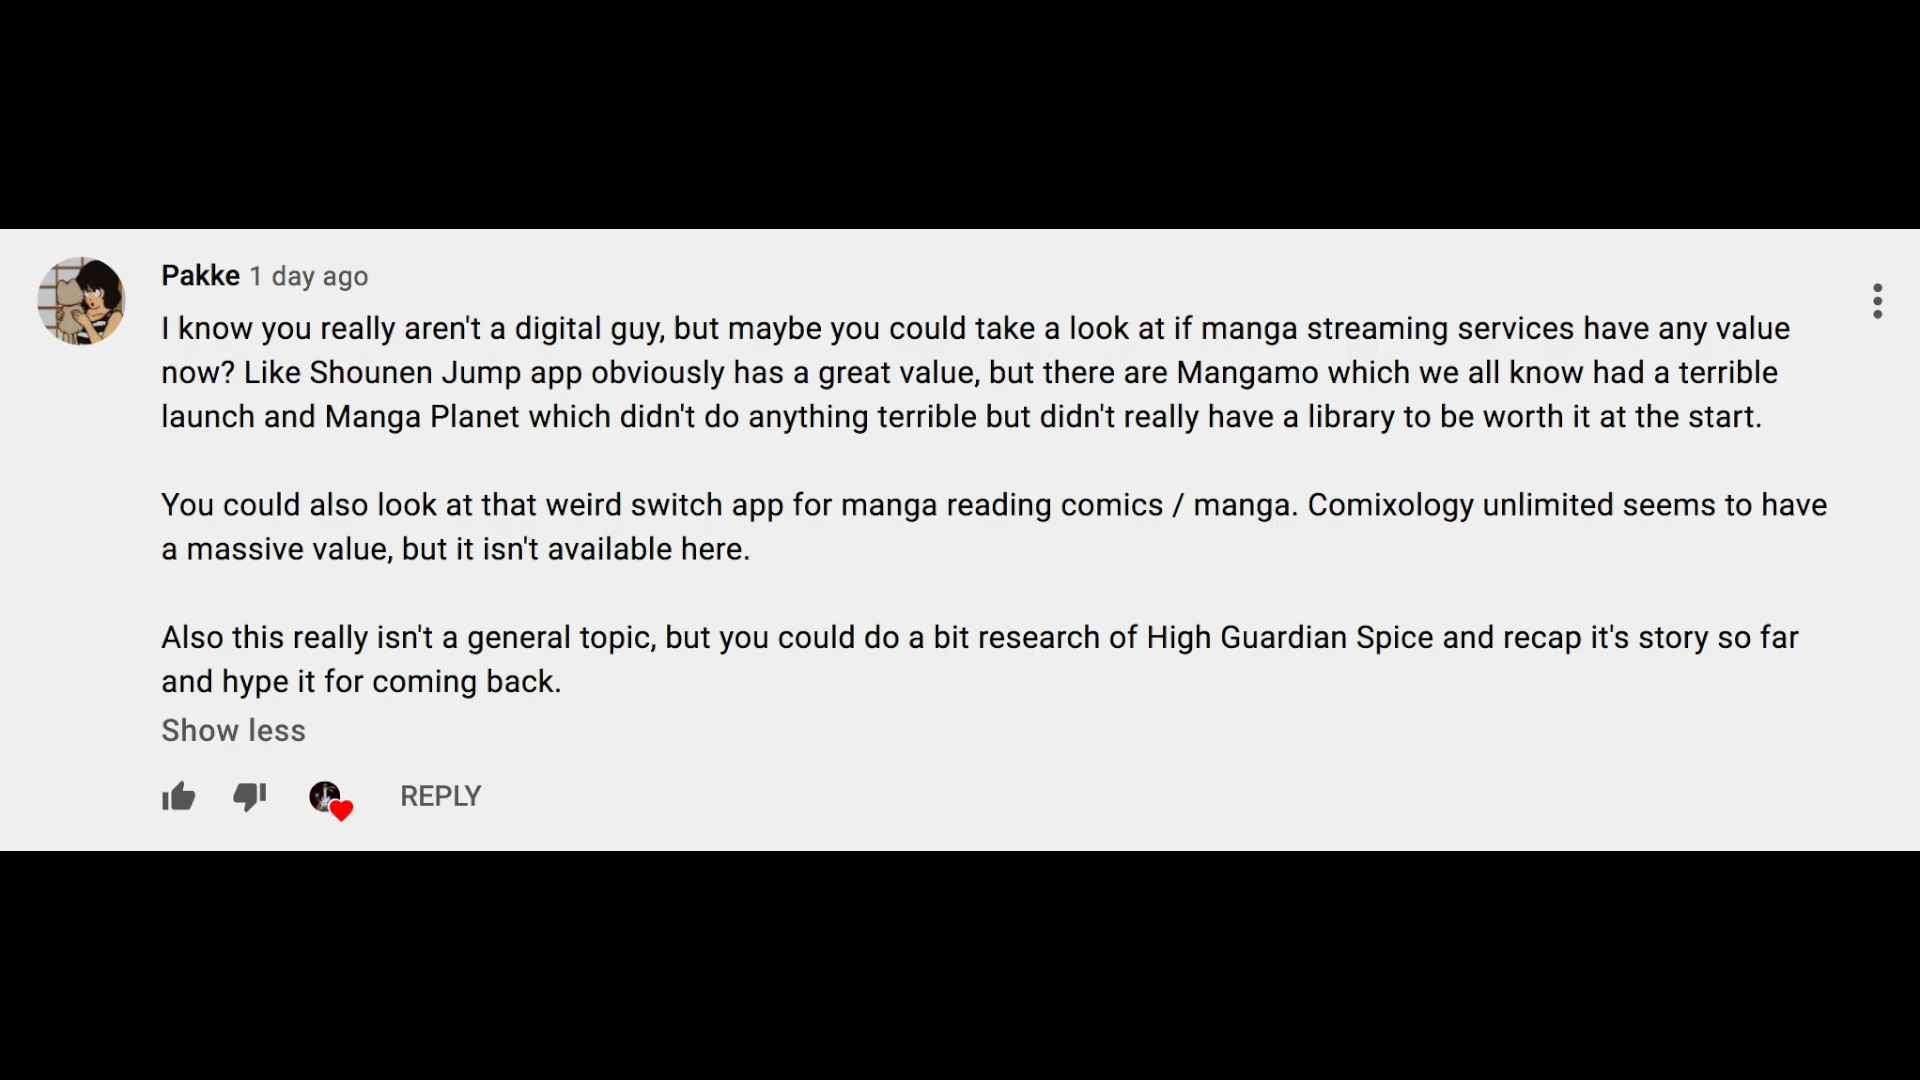 Pakke 1 day ago
I know you really aren't a digital guy, but maybe you could take a look at if manga streaming services have any value
now? Like Shounen Jump app obviously has a great value, but there are Mangamo which we all know had a terrible
launch and Manga Planet which didn't do anything terrible but didn't really have a library to be worth it at the start.
You could also look at that weird switch app for manga reading comics / manga. Comixology unlimited seems to have
a massive value, but it isn't available here.
Also this really isn't a general topic, but you could do a bit research of High Guardian Spice and recap it's story so far
and hype it for coming back.
Show less
REPLY